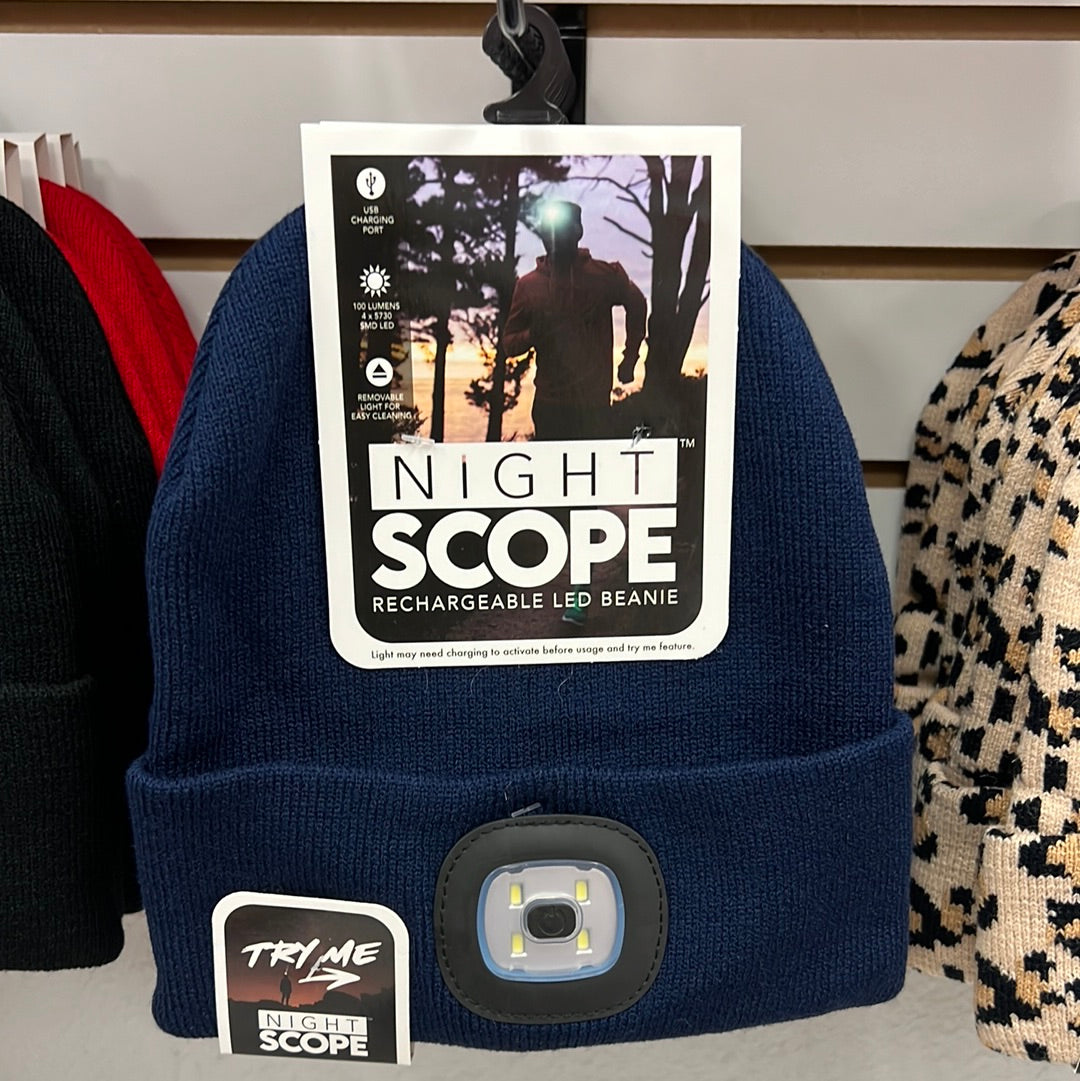 USB
CHARGING
PORT
100 LUMENS
4 x 5730
SMD LED
REMOVABLE
LIGHT FOR
EASY CLEANING
NIGHT™
SCOPE
RECHARGEABLE LED BEANIE
Light may need charging to activate before usage and try me feature.
TRY ME
NIGHT™
SCOPE